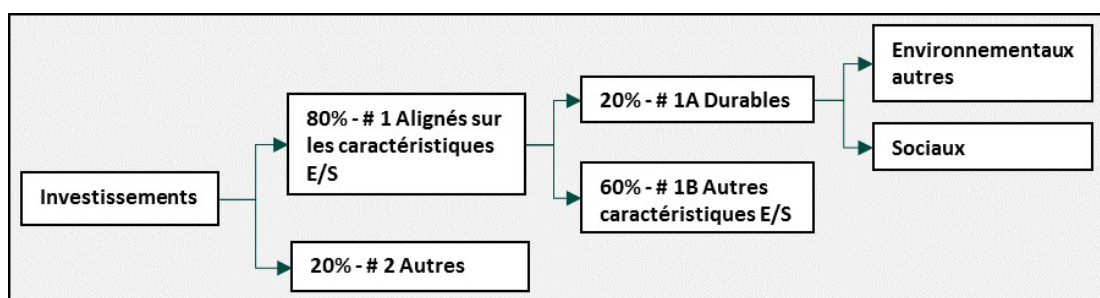 Investissements
80% - # 1 Alignés sur
les caractéristiques
E/S
20% - # 2 Autres
20% - # 1A Durables
60% - # 1B Autres
caractéristiques E/S
Environnementaux
autres
Sociaux